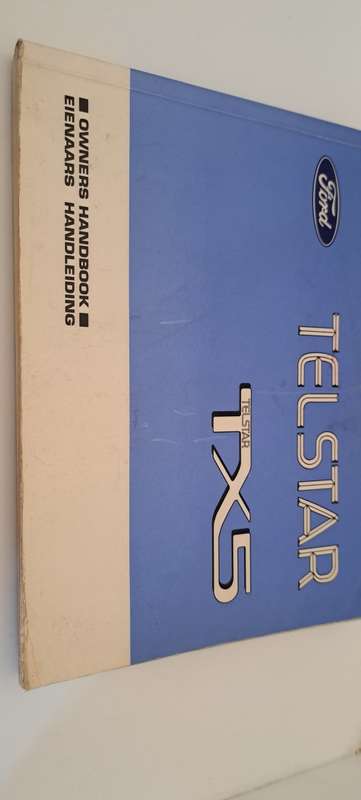 Ford
TELSTAR
TELSTAR
TX5
■ OWNERS HANDBOOK ■
EIENAARS HANDLEIDING